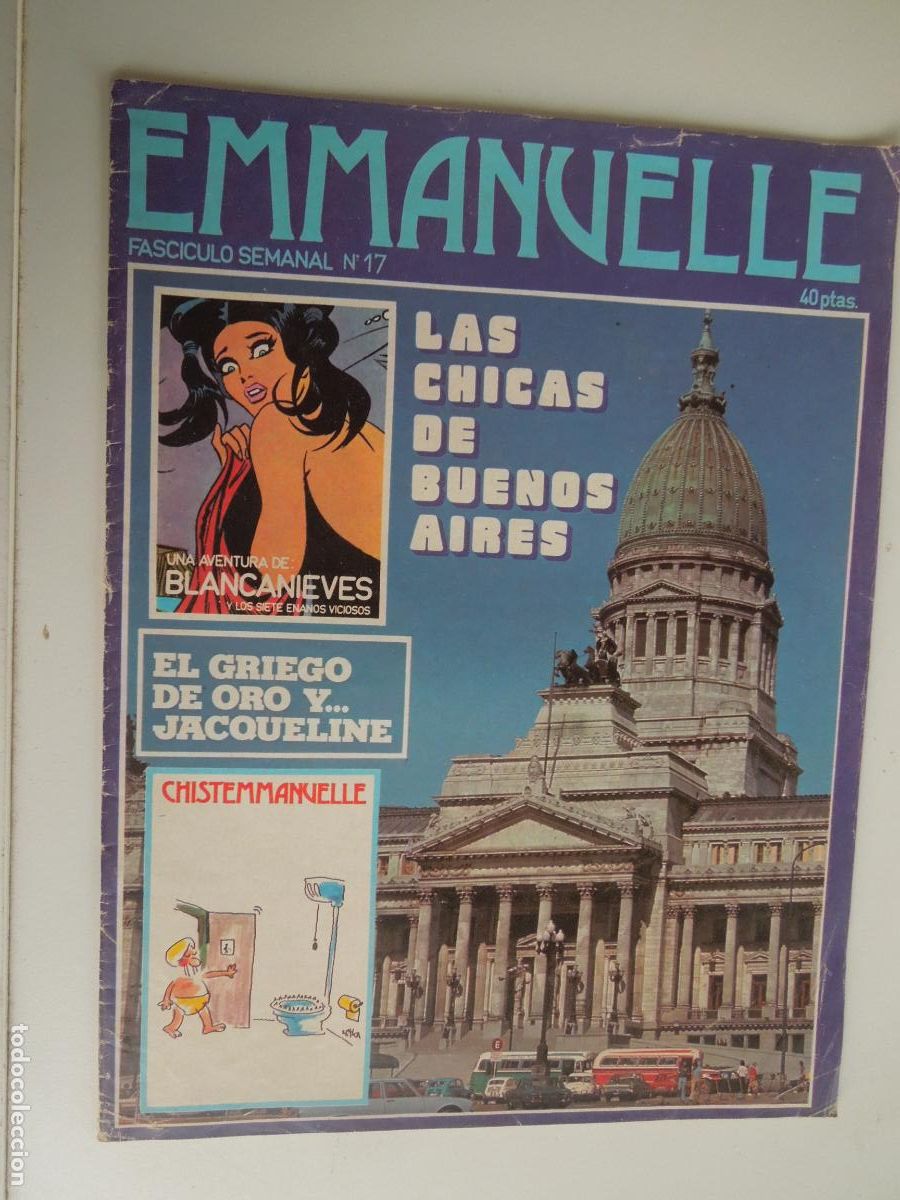 EMMANUELLE
FASCICULO SEMANAL N° 17
40 ptas.
LAS
CHICAS
DE
BUENOS
AIRES
UNA AVENTURA DE:
BLANCANIEVES
Y LOS SIETE ENANOS VICIOSOS
EL GRIEGO
DE ORO Y...
JACQUELINE
CHISTEMMANUELLE
E
todocoleccion